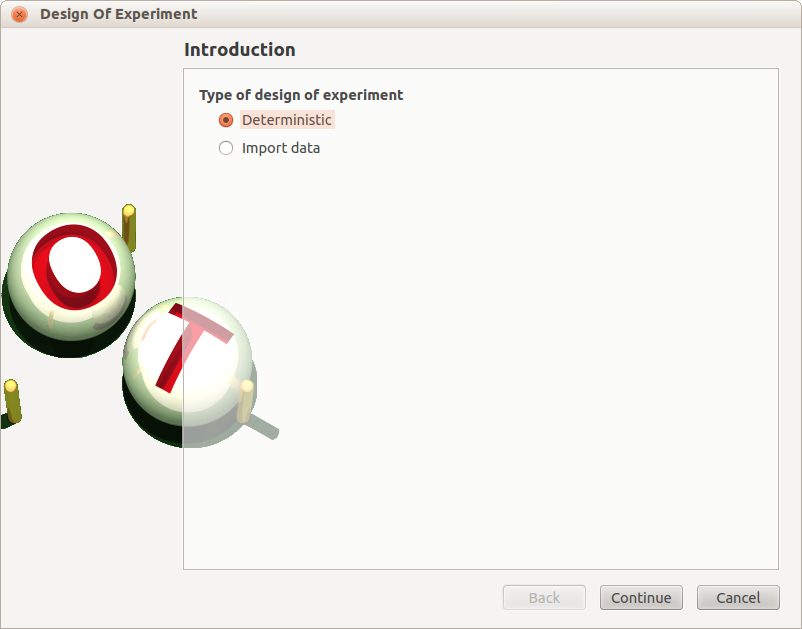 Design Of Experiment
Introduction
Type of design of experiment
Deterministic
Import data
O
T
Back
Continue
Cancel